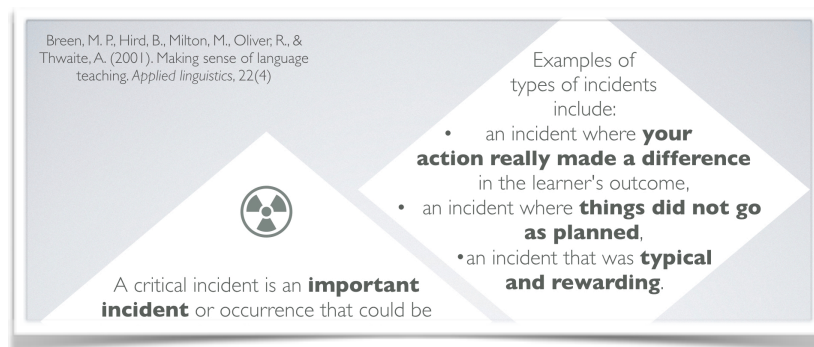 Breen, M. P., Hird, B., Milton, M., Oliver, R., &
Thwaite, A. (2001). Making sense of language
teaching. Applied linguistics, 22(4)
Examples of
types of incidents
include:
• an incident where your
action really made a difference
in the learner's outcome,
• an incident where things did not go
as planned,
•an incident that was typical
and rewarding.
A critical incident is an important
incident or occurrence that could be